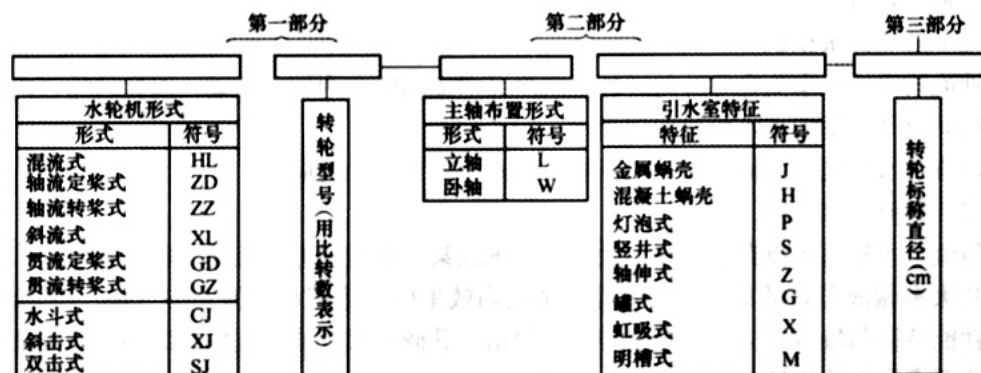 第一部分 第二部分 第三部分
水轮机形式
形式 符号
混流式 HL
轴流定桨式 ZD
轴流转桨式 ZZ
斜流式 XL
贯流定桨式 GD
贯流转桨式 GZ
水斗式 CJ
斜击式 XJ
双击式 SJ
转轮型号(用比转数表示)
主轴布置形式
形式 符号
立轴 L
卧轴 W
引水室特征
特征 符号
金属蜗壳 J
混凝土蜗壳 H
灯泡式 P
竖井式 S
轴伸式 Z
罐式 G
虹吸式 X
明槽式 M
转轮标称直径(cm)